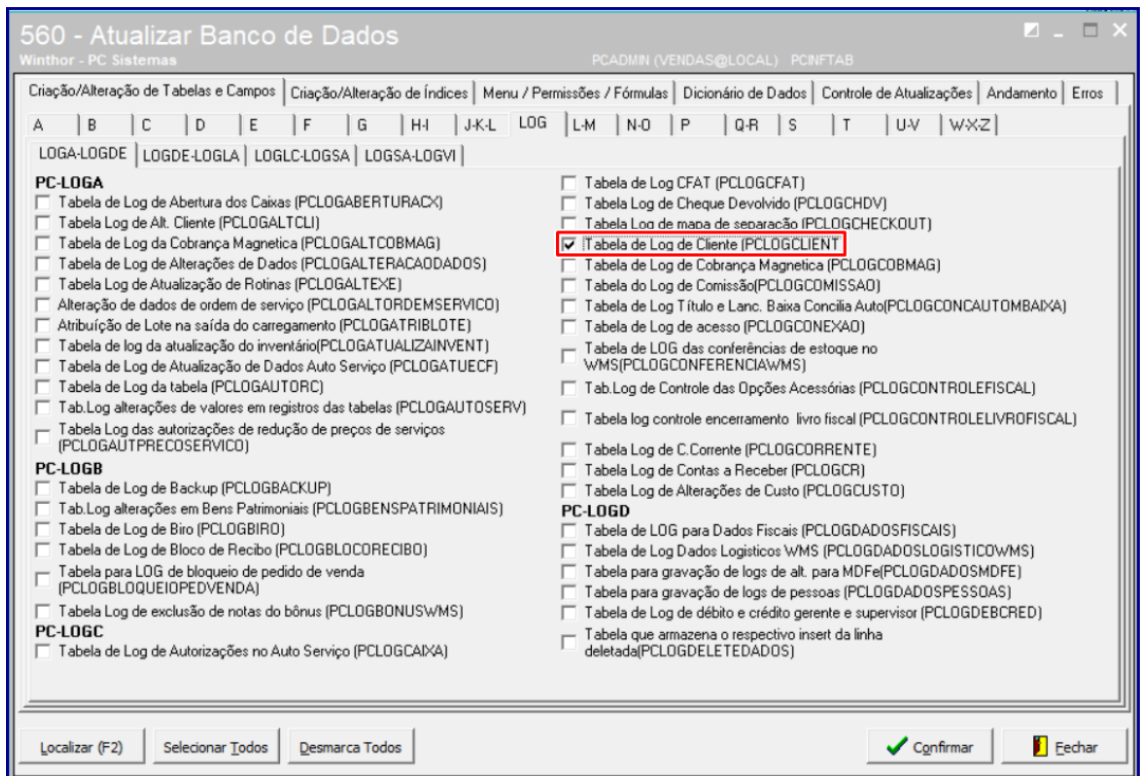 560 - Atualizar Banco de Dados
Winthor - PC Sistemas
PCADMIN (VENDAS@LOCAL) PCINFTAB
Criação/Alteração de Tabelas e Campos Criação/Alteração de Índices Menu / Permissões / Fórmulas Dicionário de Dados Controle de Atualizações Andamento Erros
A B C D E F G H-I J-K-L LOG L-M N-O P Q-R S T U-V W-X-Z
LOGA-LOGDE LOGDE-LOGLA LOGLC-LOGSA LOGSA-LOGVI
PC-LOGA
Tabela de Log de Abertura dos Caixas (PCLOGABERTURACX)
Tabela Log de Alt. Cliente (PCLOGALTCLI)
Tabela de Log da Cobrança Magnetica (PCLOGALTCOBMAG)
Tabela de Log de Alterações de Dados (PCLOGALTERACAODADOS)
Tabela de Log de Atualização de Rotinas (PCLOGALTEXE)
Alteração de dados de ordem de serviço (PCLOGALTORDEMSERVICO)
Atribuíção de Lote na saída do carregamento (PCLOGATRIBLOTE)
Tabela de log da atualização do inventário(PCLOGATUALIZAINVENT)
Tabela de Log de Atualização de Dados Auto Serviço (PCLOGATUECF)
Tabela de Log da tabela (PCLOGAUTORC)
Tab.Log alterações de valores em registros das tabelas (PCLOGAUTOSERV)
Tabela Log das autorizações de redução de preços de serviços
(PCLOGAUTPRECOSERVICO)
PC-LOGB
Tabela de Log de Backup (PCLOGBACKUP)
Tab.Log alterações em Bens Patrimoniais (PCLOGBENSPATRIMONIAIS)
Tabela de Log de Biro (PCLOGBIRO)
Tabela de Log de Bloco de Recibo (PCLOGBLOCORECIBO)
Tabela para LOG de bloqueio de pedido de venda
(PCLOGBLOQUEIOPEDVENDA)
Tabela Log de exclusão de notas do bônus (PCLOGBONUSWMS)
PC-LOGC
Tabela de Log de Autorizações no Auto Serviço (PCLOGCAIXA)
Tabela de Log CFAT (PCLOGCFAT)
Tabela de Log de Cheque Devolvido (PCLOGCHDV)
Tabela Log de mapa de separação (PCLOGCHECKOUT)
Tabela de Log de Cliente (PCLOGCLIENT
Tabela de Log de Cobrança Magnetica (PCLOGCOBMAG)
Tabela do Log de Comissão(PCLOGCOMISSAO)
Tabela de Log Título e Lanc. Baixa Concilia Auto(PCLOGCONCAUTOMBAIXA)
Tabela de Log de acesso (PCLOGCONEXAO)
Tabela de LOG das conferências de estoque no
WMS(PCLOGCONFERENCIAWMS)
Tab.Log de Controle das Opções Acessórias (PCLOGCONTROLEFISCAL)
Tabela log controle encerramento livro fiscal (PCLOGCONTROLELIVROFISCAL)
Tabela Log de C.Corrente (PCLOGCORRENTE)
Tabela Log de Contas a Receber (PCLOGCR)
Tabela Log de Alterações de Custo (PCLOGCUSTO)
PC-LOGD
Tabela de LOG para Dados Fiscais (PCLOGDADOSFISCAIS)
Tabela de Log Dados Logisticos WMS (PCLOGDADOSLOGISTICOWMS)
Tabela para gravação de logs de alt. para MDFe(PCLOGDADOSMDFE)
Tabela para gravação de logs de pessoas (PCLOGDADOSPESSOAS)
Tabela de Log de débito e crédito gerente e supervisor (PCLOGDEBCRED)
Tabela que armazena o respectivo insert da linha
deletada(PCLOGDELETEDADOS)
Localizar (F2) Selecionar Todos Desmarca Todos Confirmar Fechar